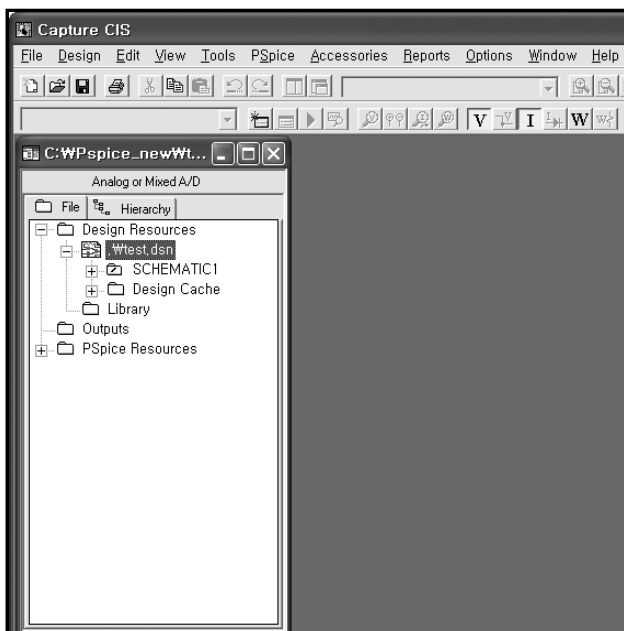 Capture CIS
File Design Edit View Tools PSpice Accessories Reports Options Window Help
V I W
C:₩Pspice_new₩t...
Analog or Mixed A/D
File Hierarchy
Design Resources
.₩test.dsn
SCHEMATIC1
Design Cache
Library
Outputs
PSpice Resources